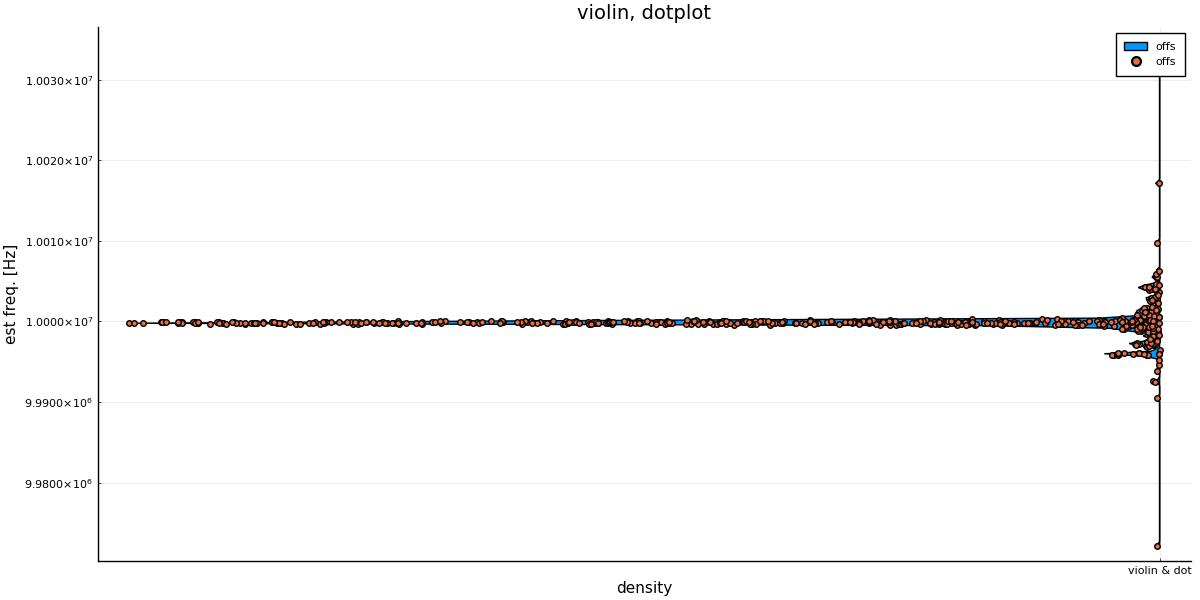 violin, dotplot
offs
offs
1.0030×10⁷
1.0020×10⁷
1.0010×10⁷
1.0000×10⁷
9.9900×10⁶
9.9800×10⁶
est freq. [Hz]
violin & dot
density